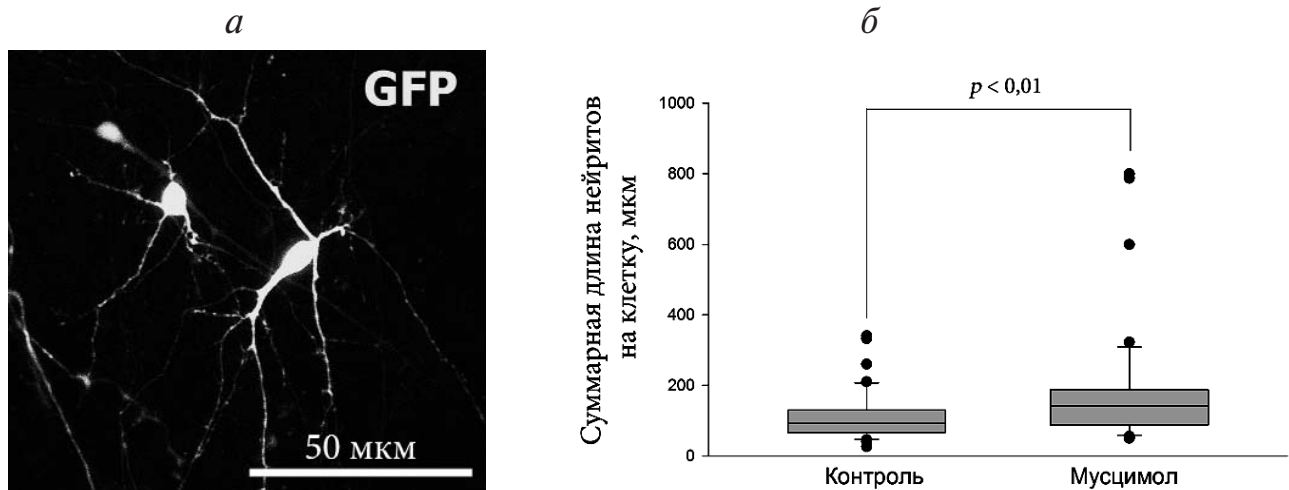 а
б
GFP
50 мкм
Суммарная длина нейритов
на клетку, мкм
p < 0,01
1000
800
600
400
200
0
Контроль
Мусцимол